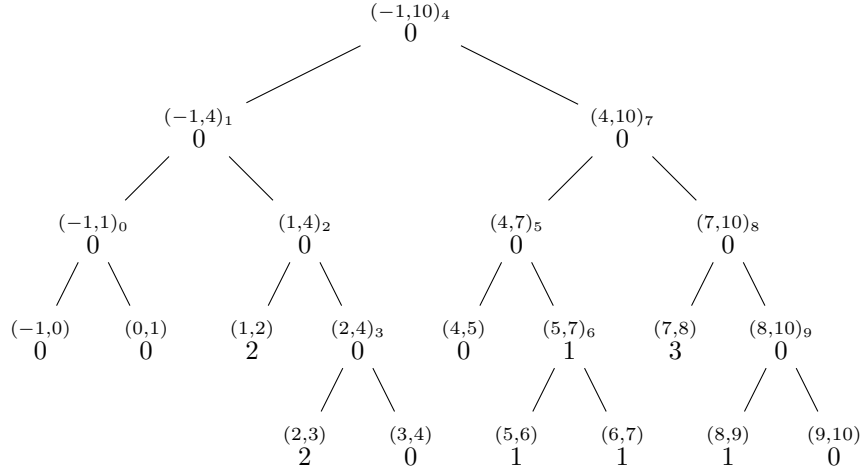 (−1,10)₄
0
(−1,4)₁ (4,10)₇
0 0
(−1,1)₀ (1,4)₂ (4,7)₅ (7,10)₈
0 0 0 0
(−1,0) (0,1) (1,2) (2,4)₃ (4,5) (5,7)₆ (7,8) (8,10)₉
0 0 2 0 0 1 3 0
(2,3) (3,4) (5,6) (6,7) (8,9) (9,10)
2 0 1 1 1 0